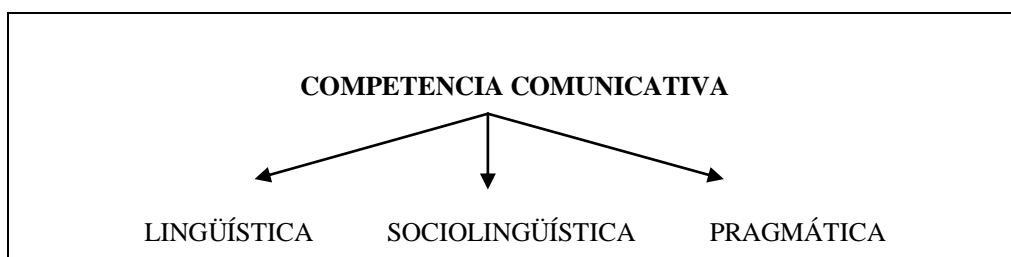 COMPETENCIA COMUNICATIVA
LINGÜÍSTICA SOCIOLINGÜÍSTICA PRAGMÁTICA